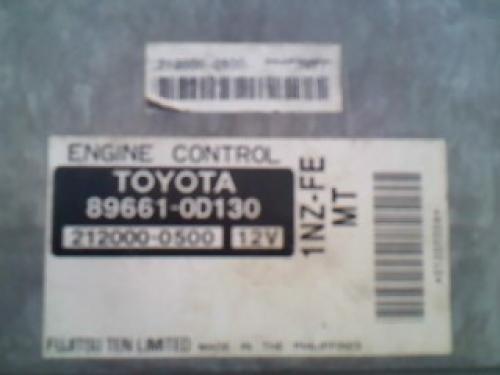 ENGINE CONTROL
TOYOTA
89661-0D130
212000-0500 12V
1NZ-FE
MT
FUJITSU TEN LIMITED MADE IN THE PHILIPPINES